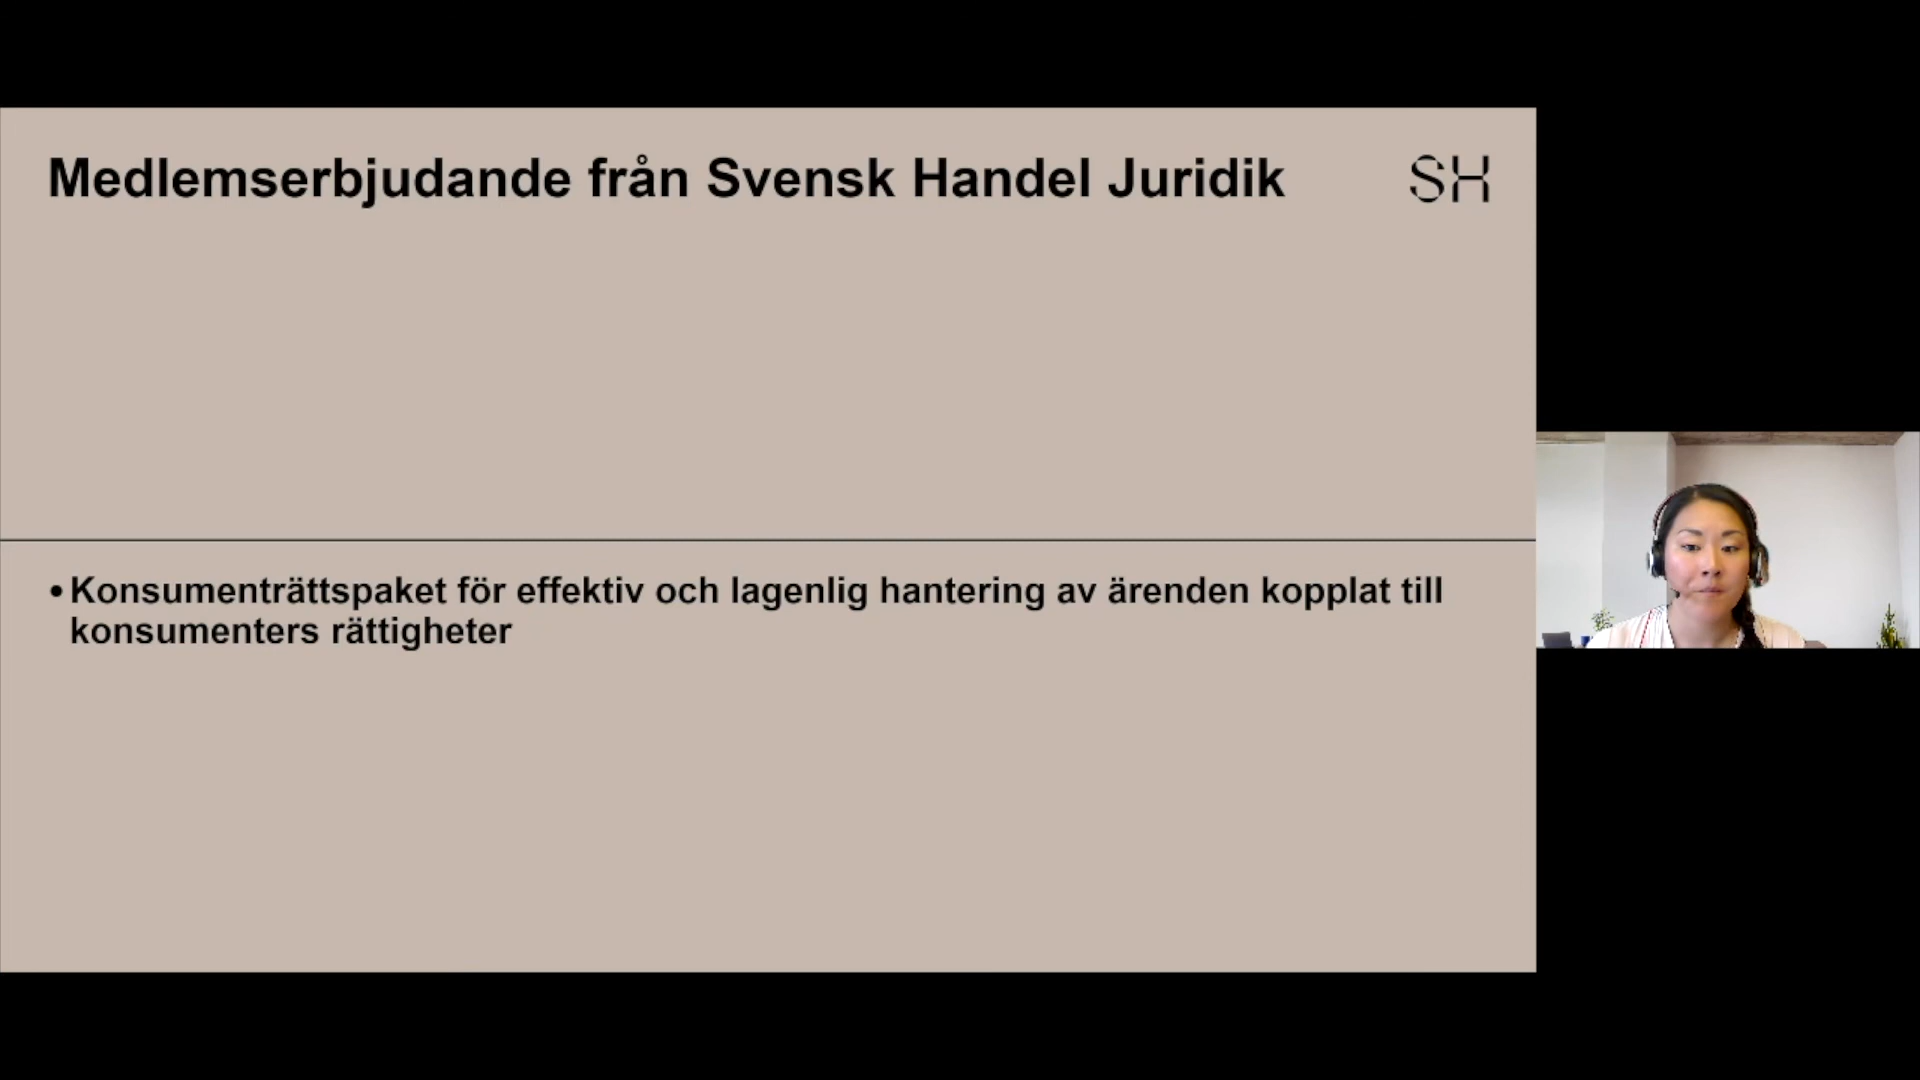 Medlemserbjudande från Svensk Handel Juridik
SH
• Konsumenträttspaket för effektiv och lagenlig hantering av ärenden kopplat till
konsumenters rättigheter